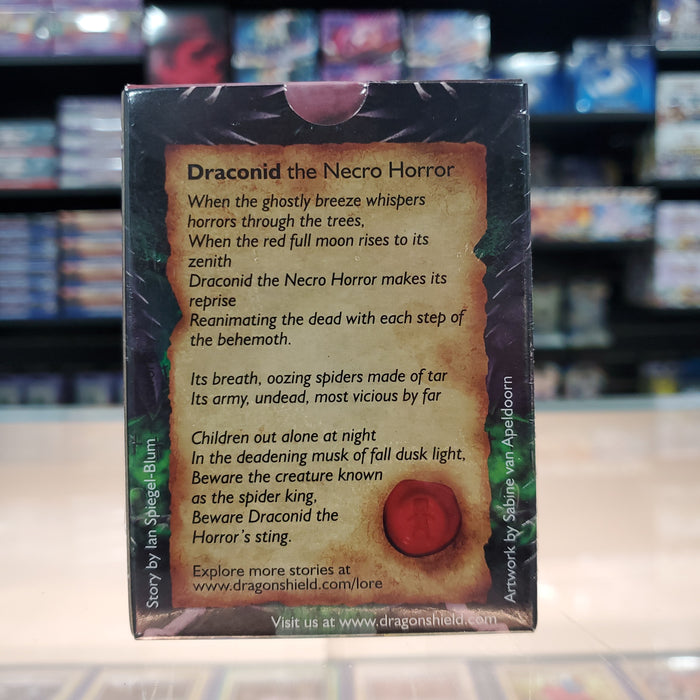 Draconid the Necro Horror
When the ghostly breeze whispers
horrors through the trees,
When the red full moon rises to its
zenith
Draconid the Necro Horror makes its
reprise
Reanimating the dead with each step of
the behemoth.
Its breath, oozing spiders made of tar
Its army, undead, most vicious by far
Children out alone at night
In the deadening musk of fall dusk light,
Beware the creature known
as the spider king,
Beware Draconid the
Horror's sting.
Explore more stories at
www.dragonshield.com/lore
Story by Ian Spiegel-Blum
Artwork by Sabine van Apeldoorn
Visit us at www.dragonshield.com